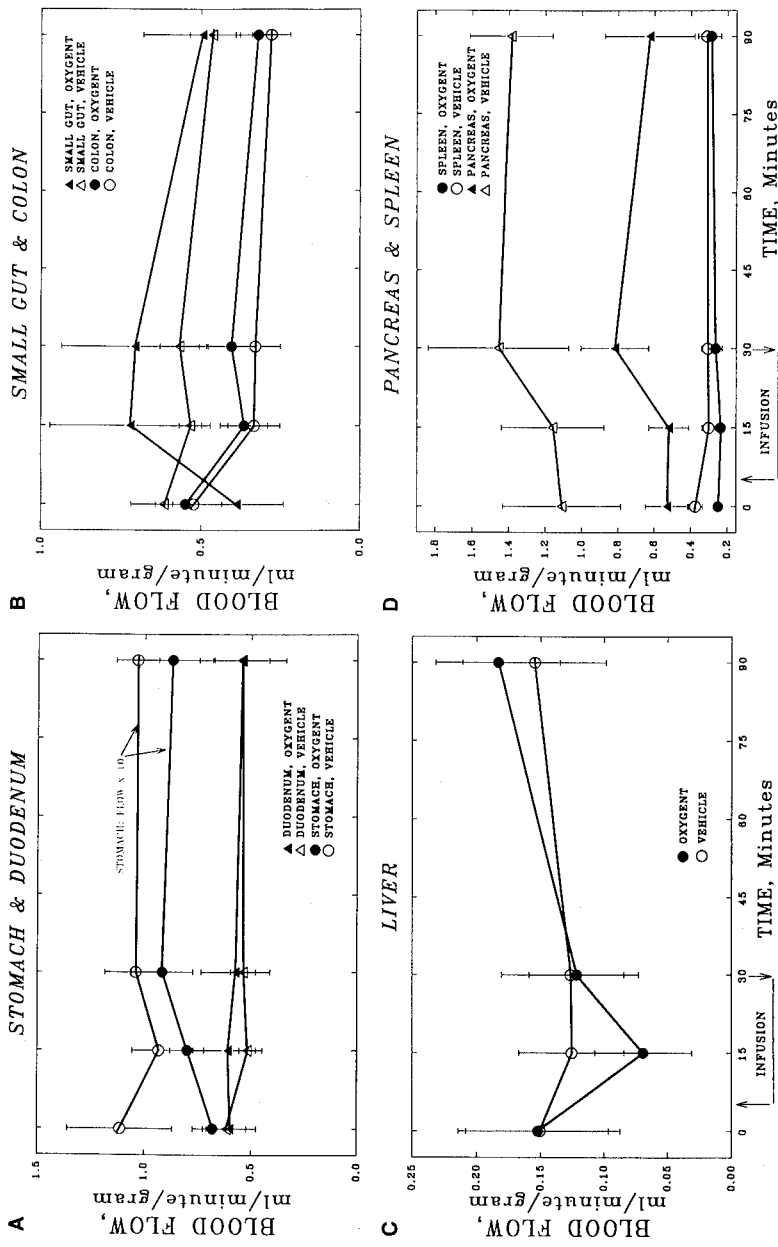 A
STOMACH & DUODENUM
BLOOD FLOW,
ml/minute/gram
1.5
1.0
0.5
0.0
STOMACH: FLOW x 10
DUODENUM, OXYGENT
DUODENUM, VEHICLE
STOMACH, OXYGENT
STOMACH, VEHICLE
B
SMALL GUT & COLON
BLOOD FLOW,
ml/minute/gram
1.0
0.5
0.0
SMALL GUT, OXYGENT
SMALL GUT, VEHICLE
COLON, OXYGENT
COLON, VEHICLE
C
LIVER
BLOOD FLOW,
ml/minute/gram
0.25
0.20
0.15
0.10
0.05
0.00
OXYGENT
VEHICLE
0 15 30 45 60 75 90
INFUSION
TIME, Minutes
D
PANCREAS & SPLEEN
BLOOD FLOW,
ml/minute/gram
1.8
1.6
1.4
1.2
1.0
0.8
0.6
0.4
0.2
SPLEEN, OXYGENT
SPLEEN, VEHICLE
PANCREAS, OXYGENT
PANCREAS, VEHICLE
0 15 30 45 60 75 90
INFUSION
TIME, Minutes